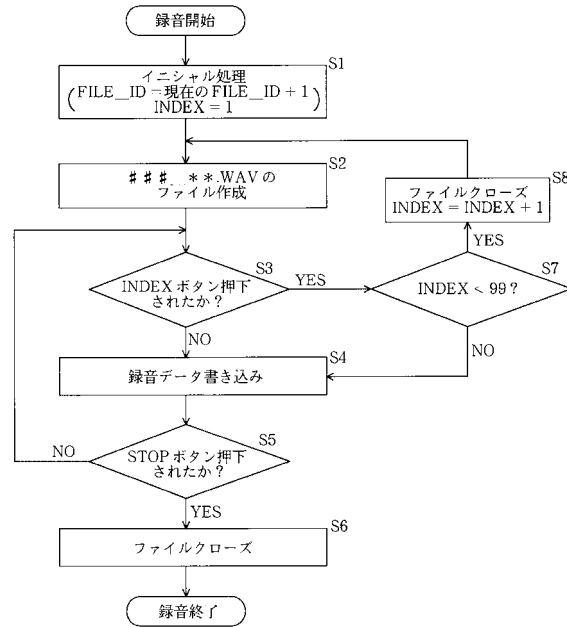 録音開始
S1
イニシャル処理
(FILE__ID=現在のFILE__ID+1)
INDEX=1
S2
♯♯♯__**.WAVの
ファイル作成
S8
ファイルクローズ
INDEX=INDEX+1
YES
S3
INDEXボタン押下
されたか?
YES
S7
INDEX<99?
NO
NO
S4
録音データ書き込み
S5
NO
STOPボタン押下
されたか?
YES
S6
ファイルクローズ
録音終了